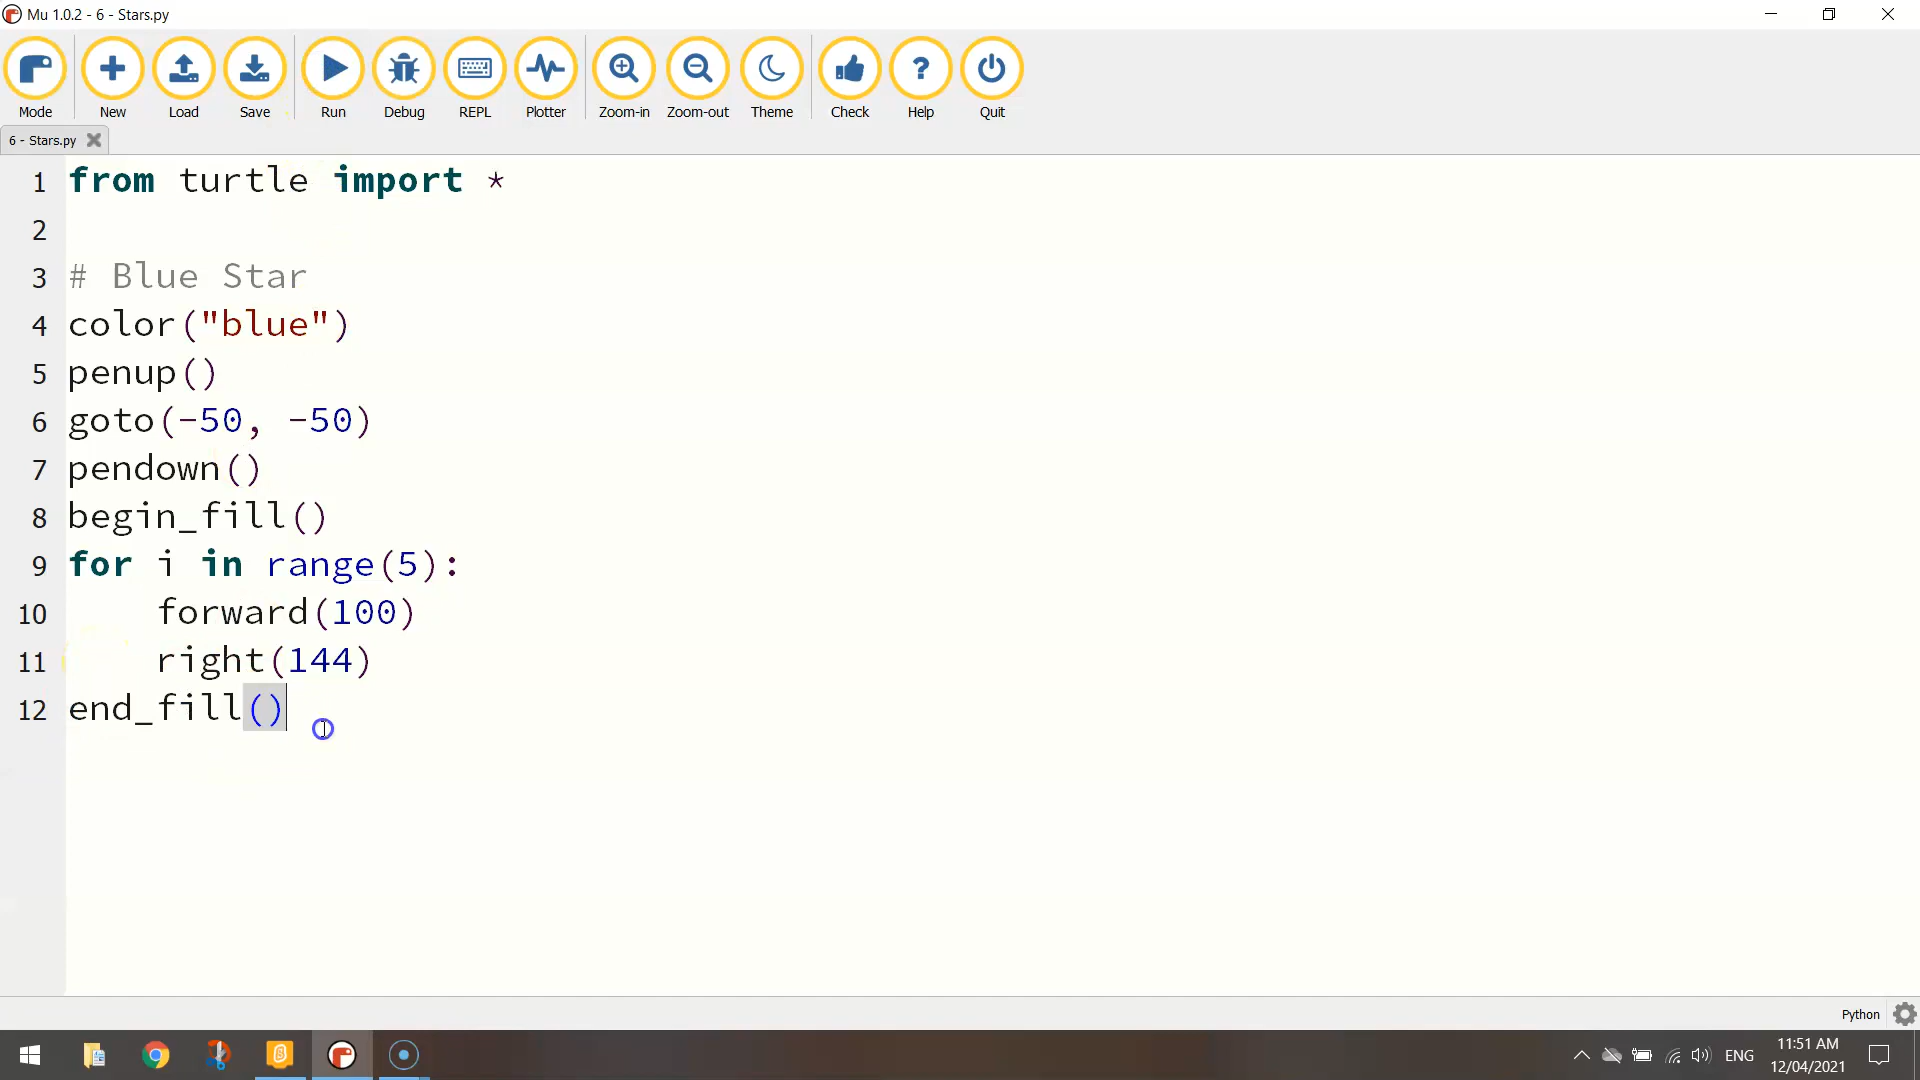 Mu 1.0.2 - 6 - Stars.py
Mode New Load Save Run Debug REPL Plotter Zoom-in Zoom-out Theme Check Help Quit
6 - Stars.py
1 from turtle import *
2
3 # Blue Star
4 color("blue")
5 penup()
6 goto(-50, -50)
7 pendown()
8 begin_fill()
9 for i in range(5):
10     forward(100)
11     right(144)
12 end_fill()
Python
ENG
11:51 AM
12/04/2021